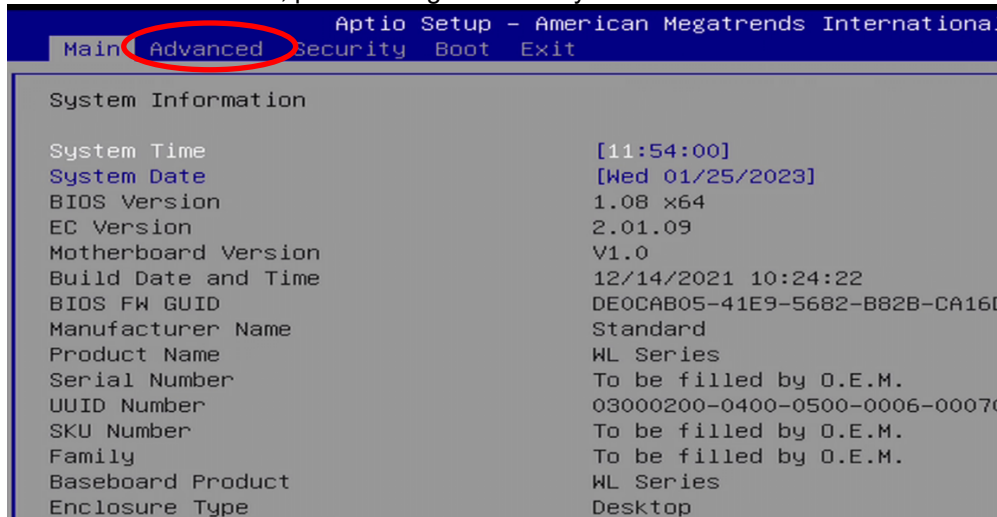 Aptio Setup – American Megatrends
Main Advanced Security Boot Exit
System Information
System Time [11:54:00]
System Date [Wed 01/25/2023]
BIOS Version 1.08 x64
EC Version 2.01.09
Motherboard Version V1.0
Build Date and Time 12/14/2021 10:24:22
BIOS FW GUID DE0CAB05-41E9-5682-B82B-CA16
Manufacturer Name Standard
Product Name WL Series
Serial Number To be filled by O.E.M.
UUID Number 03000200-0400-0500-0006-0007
SKU Number To be filled by O.E.M.
Family To be filled by O.E.M.
Baseboard Product WL Series
Enclosure Type Desktop